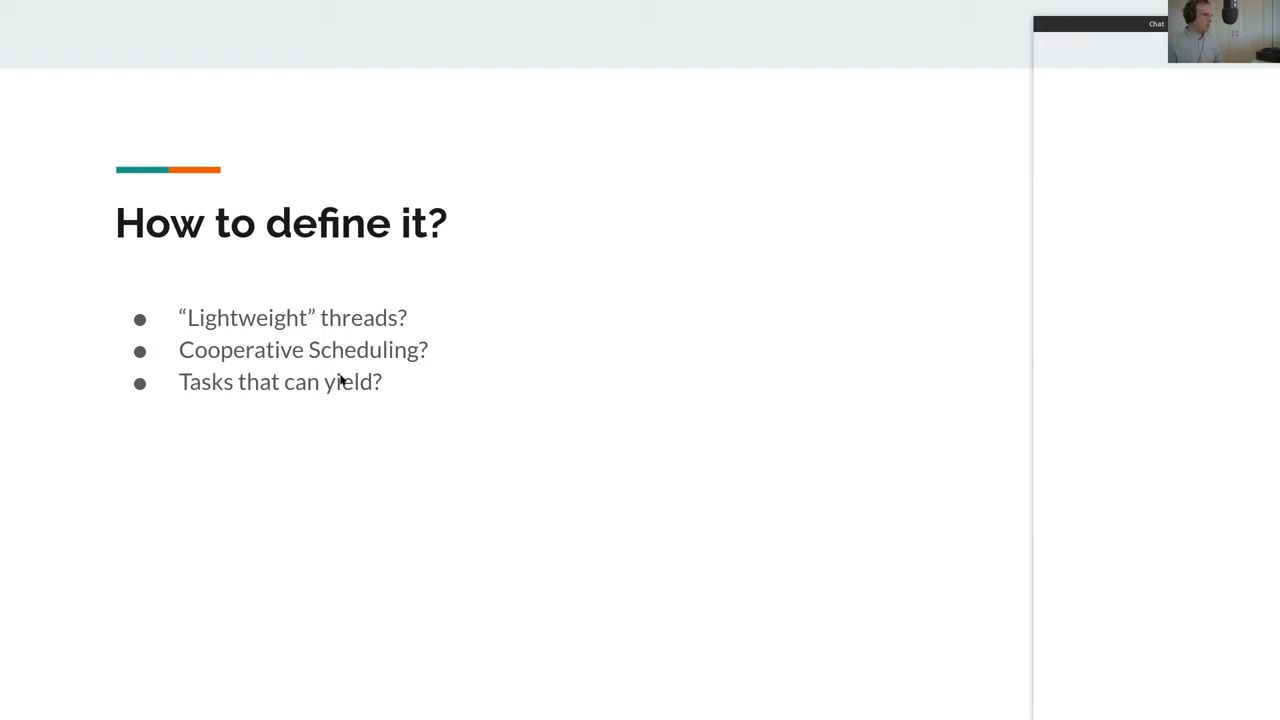 Chat
How to define it?
“Lightweight” threads?
Cooperative Scheduling?
Tasks that can yield?